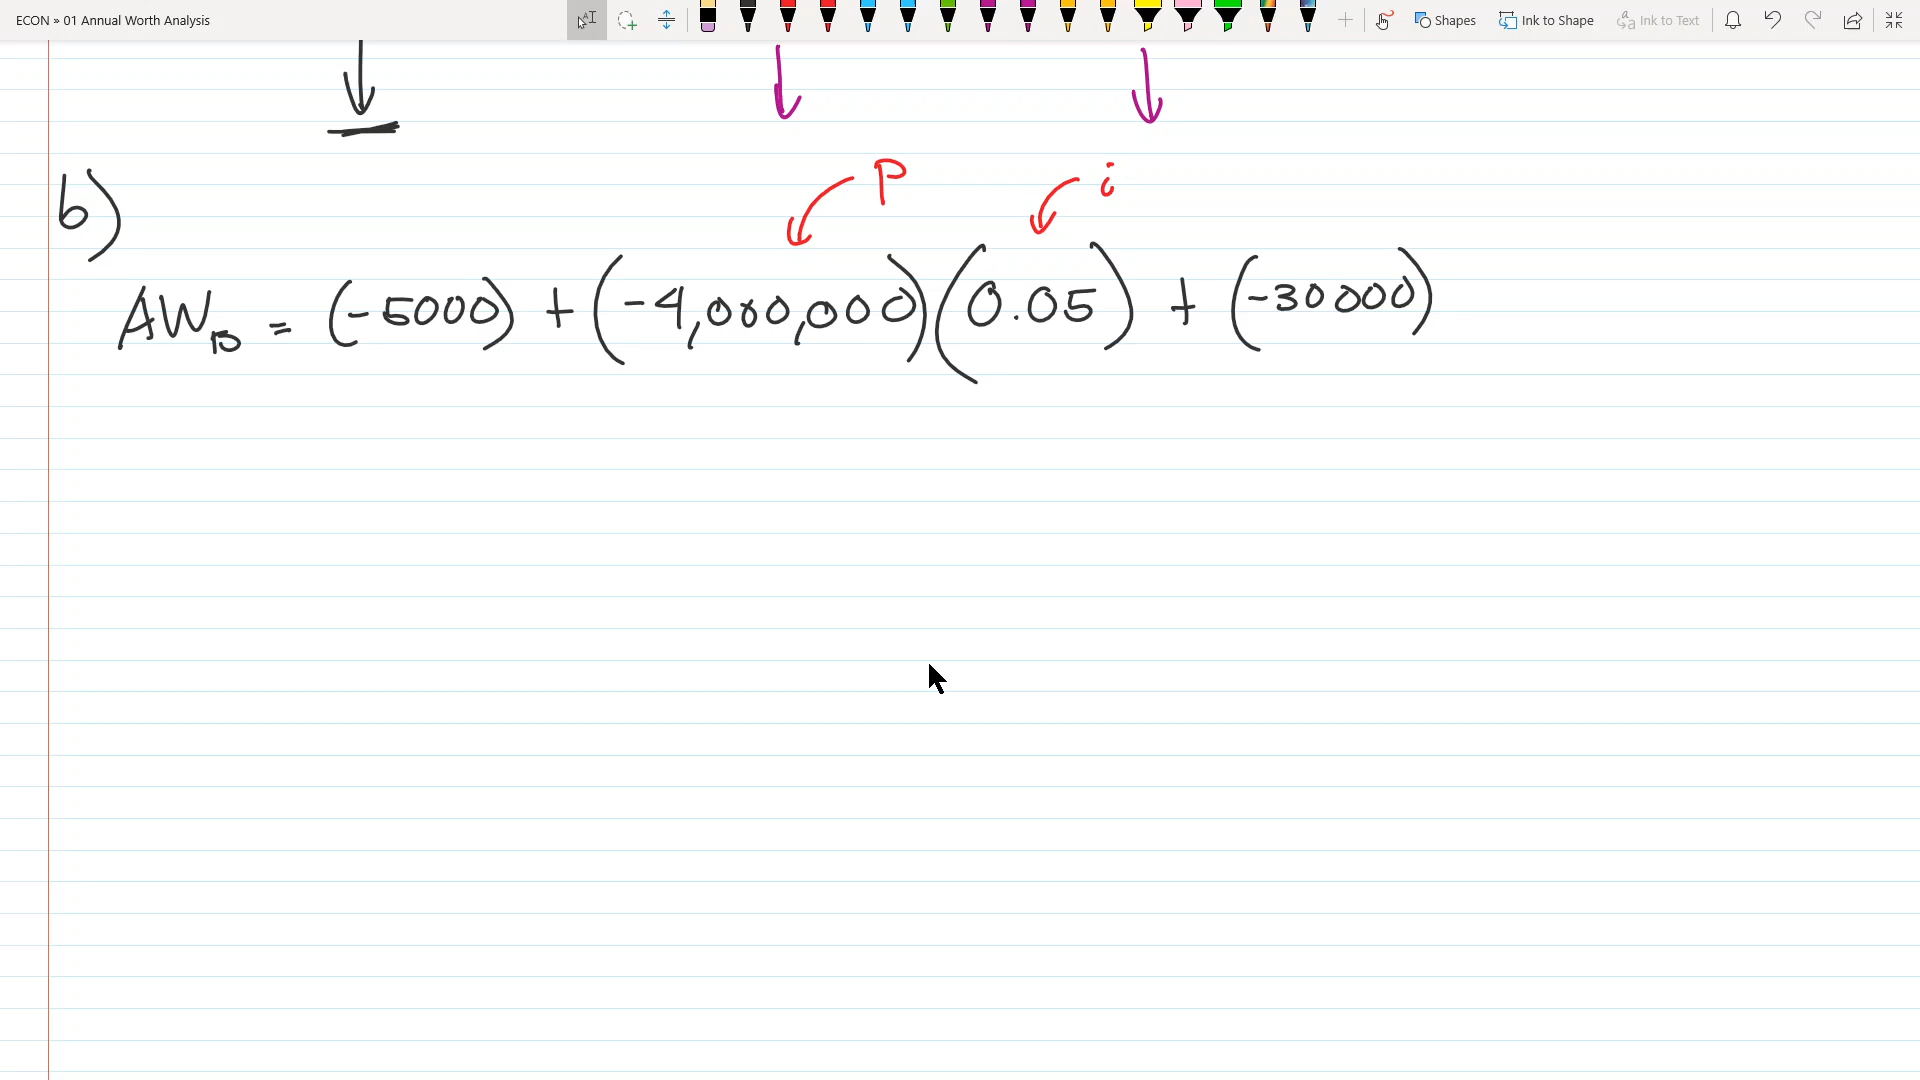 ECON » 01 Annual Worth Analysis Shapes Ink to Shape Ink to Text
P i
b)
AW₁₀ = (-5000) + (-4,000,000)(0.05) + (-30000)